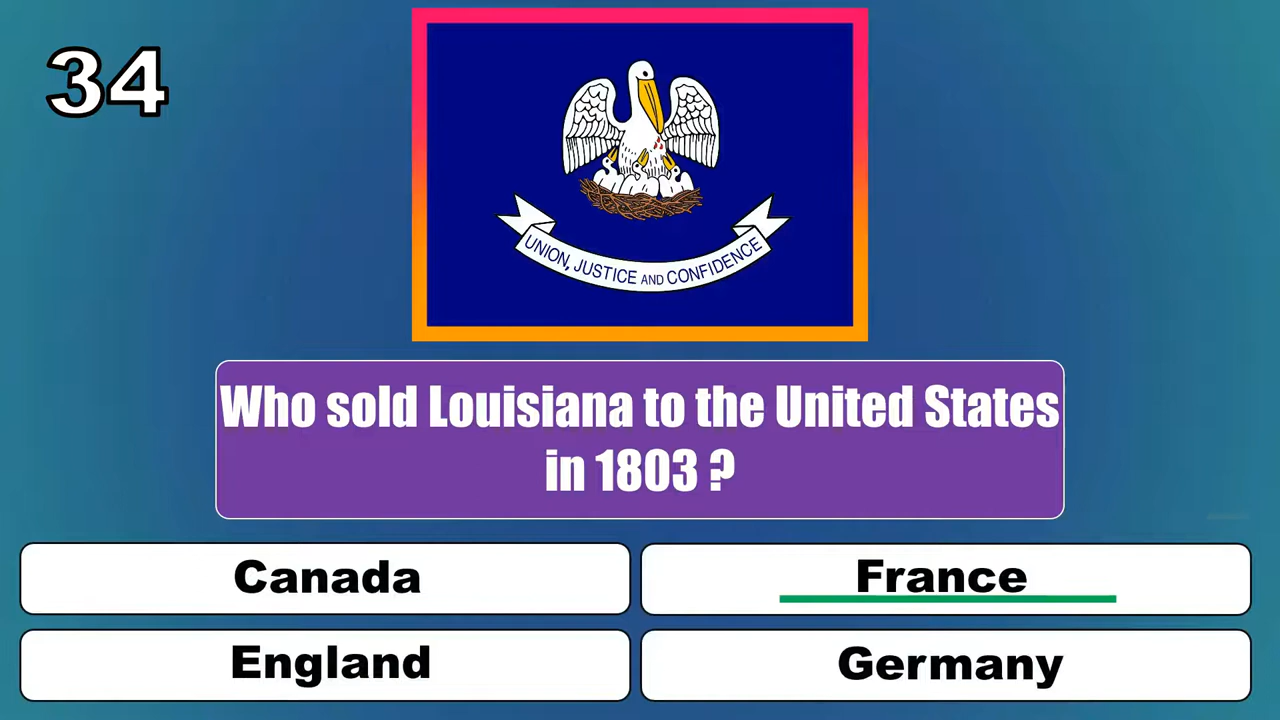 34
UNION, JUSTICE AND CONFIDENCE
Who sold Louisiana to the United States
in 1803 ?
Canada
France
England
Germany